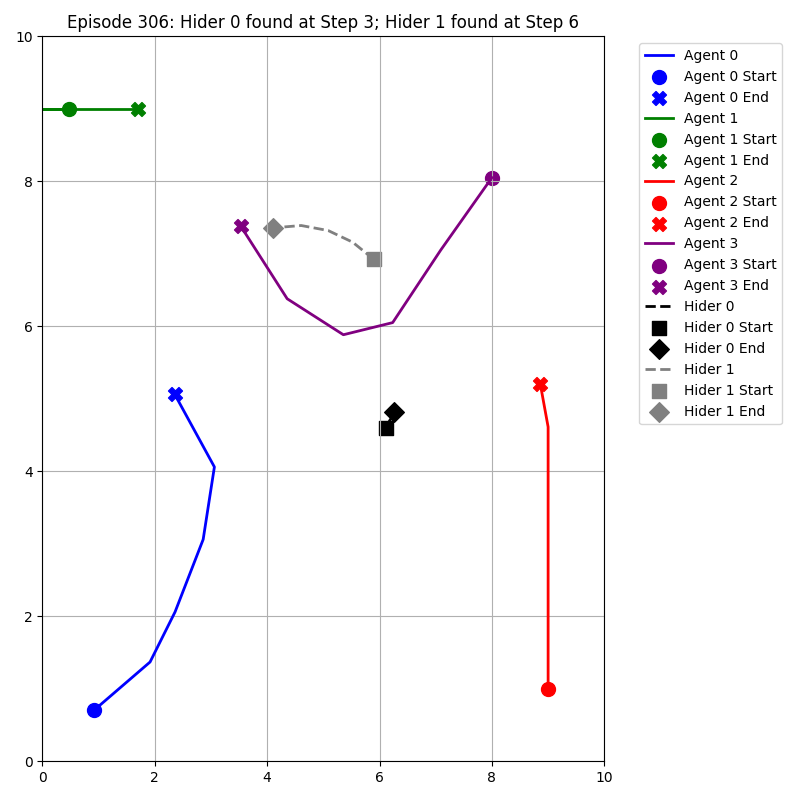 Episode 306: Hider 0 found at Step 3; Hider 1 found at Step 6
10
8
6
4
2
0
0 2 4 6 8 10
Agent 0
Agent 0 Start
Agent 0 End
Agent 1
Agent 1 Start
Agent 1 End
Agent 2
Agent 2 Start
Agent 2 End
Agent 3
Agent 3 Start
Agent 3 End
Hider 0
Hider 0 Start
Hider 0 End
Hider 1
Hider 1 Start
Hider 1 End